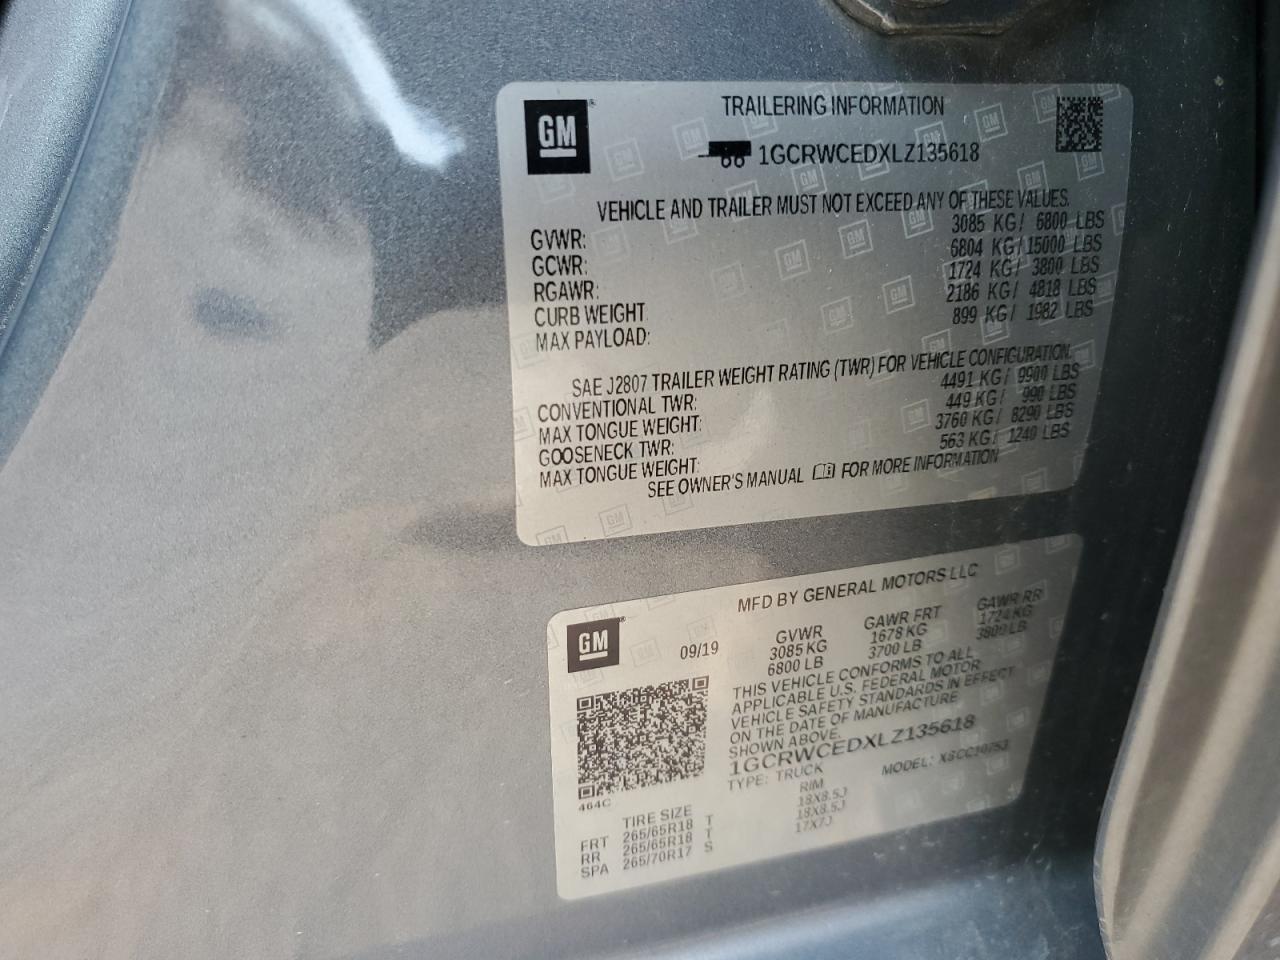 GM
TRAILERING INFORMATION
1GCRWCEDXLZ135618
VEHICLE AND TRAILER MUST NOT EXCEED ANY OF THESE VALUES.
GVWR: 3085 KG/ 6800 LBS
GCWR: 6804 KG/15000 LBS
RGAWR: 1724 KG/ 3800 LBS
CURB WEIGHT 2186 KG/ 4818 LBS
MAX PAYLOAD: 899 KG/ 1982 LBS
SAE J2807 TRAILER WEIGHT RATING (TWR) FOR VEHICLE CONFIGURATION.
CONVENTIONAL TWR: 4491 KG/ 9900 LBS
MAX TONGUE WEIGHT: 449 KG/ 990 LBS
GOOSENECK TWR: 3760 KG/ 8290 LBS
MAX TONGUE WEIGHT: 563 KG/ 1240 LBS
SEE OWNER'S MANUAL FOR MORE INFORMATION
MFD BY GENERAL MOTORS LLC
GM
09/19
GVWR GAWR FRT GAWR RR
3085 KG 1678 KG 1724 KG
6800 LB 3700 LB 3800 LB
THIS VEHICLE CONFORMS TO ALL
APPLICABLE U.S. FEDERAL MOTOR
VEHICLE SAFETY STANDARDS IN EFFECT
ON THE DATE OF MANUFACTURE
SHOWN ABOVE.
1GCRWCEDXLZ135618
TYPE: TRUCK MODEL:
464C
TIRE SIZE RIM
FRT 265/65R18 T 18X8.5J
RR 265/65R18 T 18X8.5J
SPA 265/70R17 S 17X7J